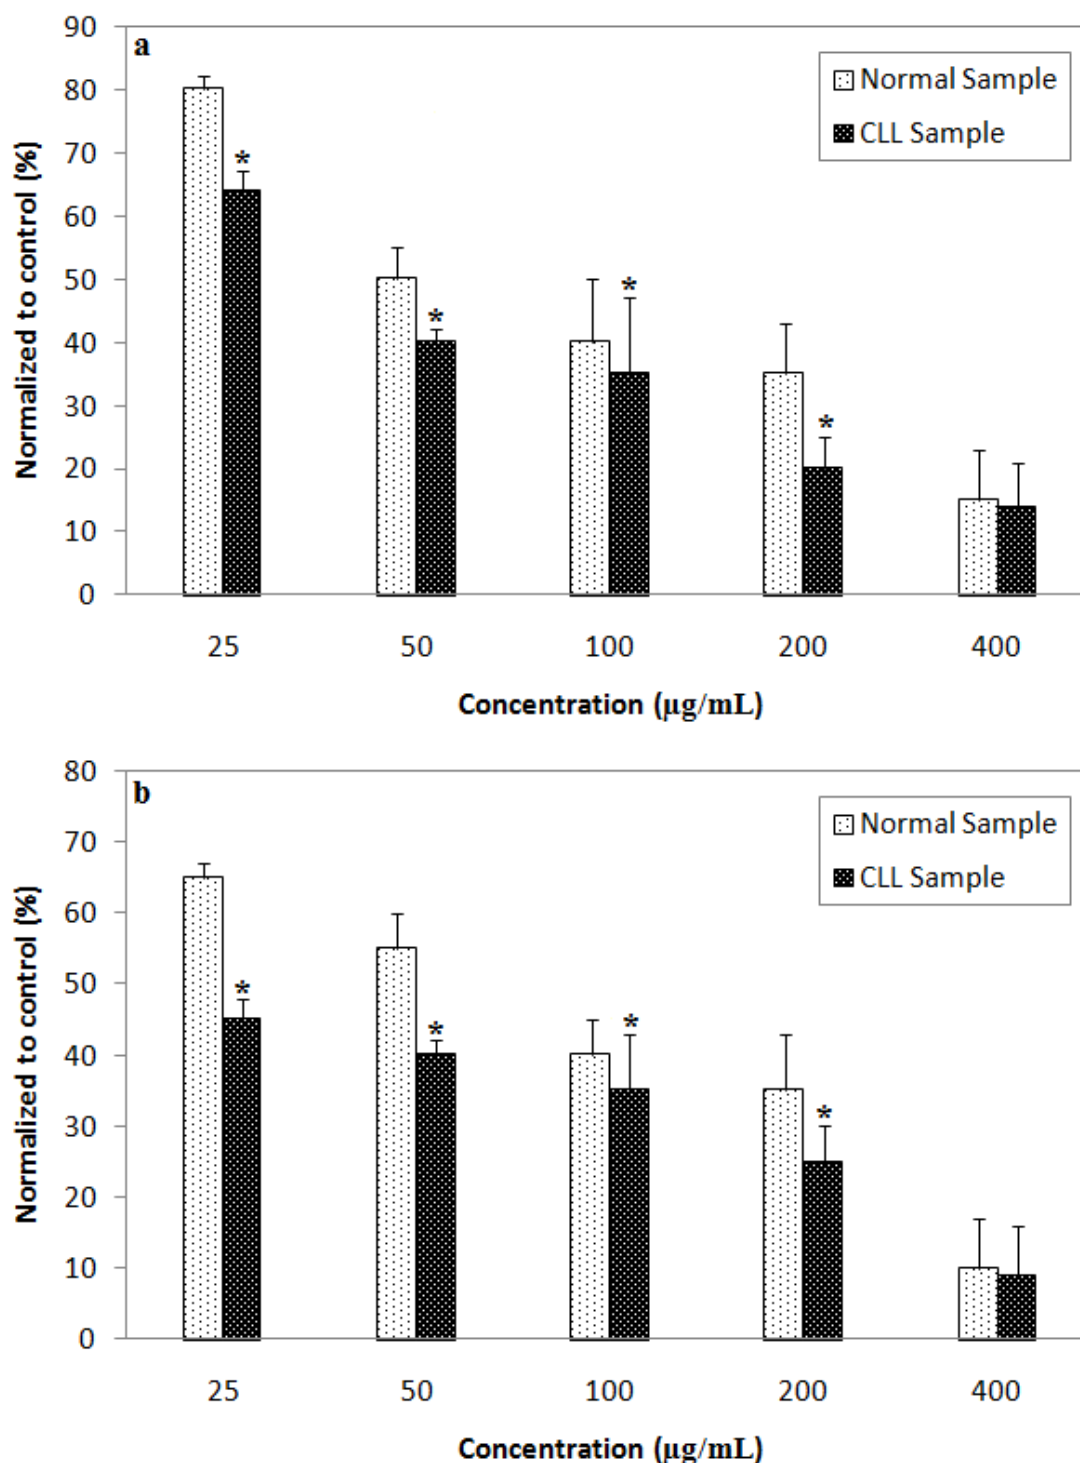 a
90
80
70
60
50
40
30
20
10
0
Normalized to control (%)
Normal Sample
CLL Sample
*
*
*
*
25 50 100 200 400
Concentration (µg/mL)
b
80
70
60
50
40
30
20
10
0
Normalized to control (%)
Normal Sample
CLL Sample
*
*
*
*
25 50 100 200 400
Concentration (µg/mL)